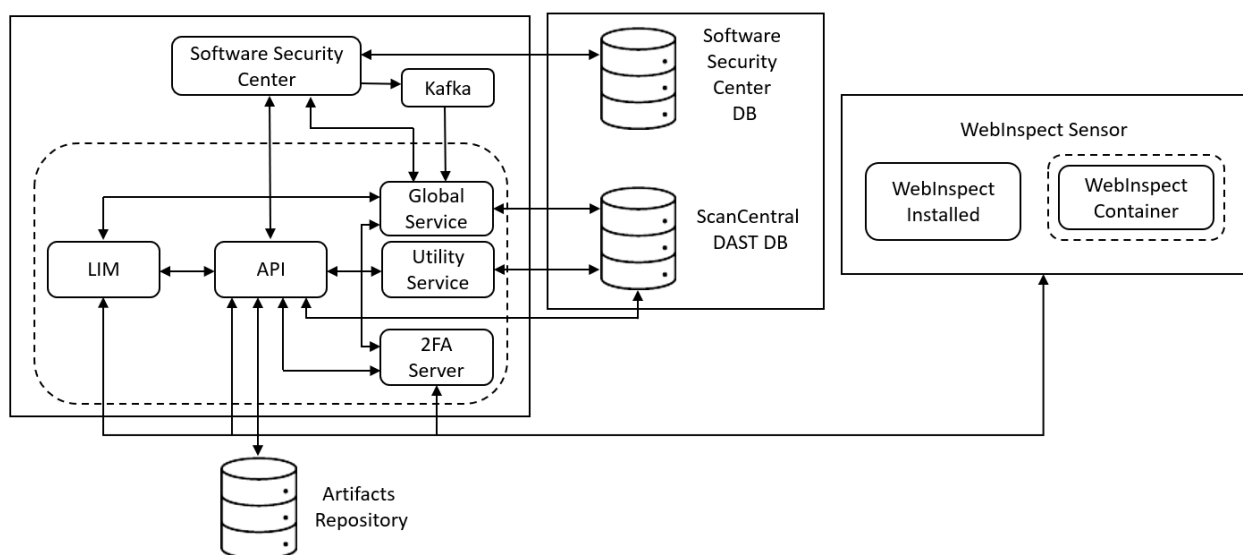 Software Security
Center
Kafka
Software
Security
Center
DB
WebInspect Sensor
WebInspect
Installed
WebInspect
Container
Global
Service
ScanCentral
DAST DB
LIM
API
Utility
Service
2FA
Server
Artifacts
Repository